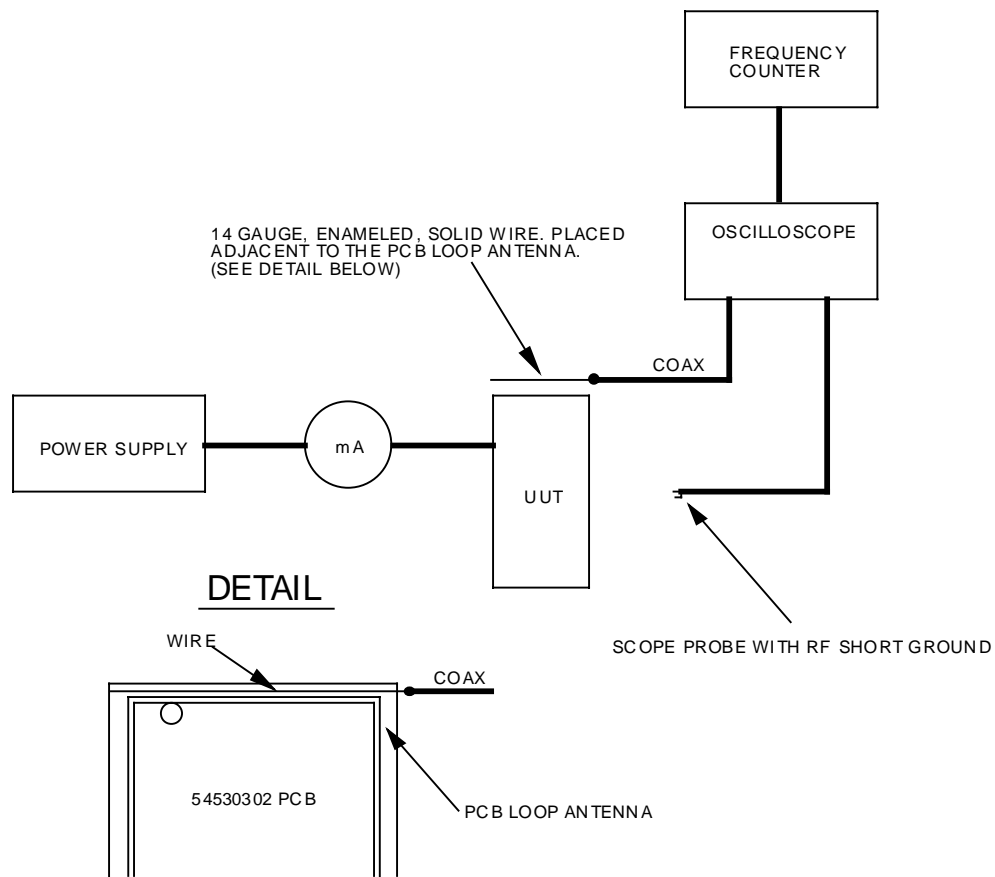 FREQUENCY
COUNTER
OSCILLOSCOPE
14 GAUGE, ENAMELED, SOLID WIRE. PLACED
ADJACENT TO THE PCB LOOP ANTENNA.
(SEE DETAIL BELOW)
COAX
POWER SUPPLY
mA
UUT
DETAIL
SCOPE PROBE WITH RF SHORT GROUND
WIRE
COAX
54530302 PCB
PCB LOOP ANTENNA